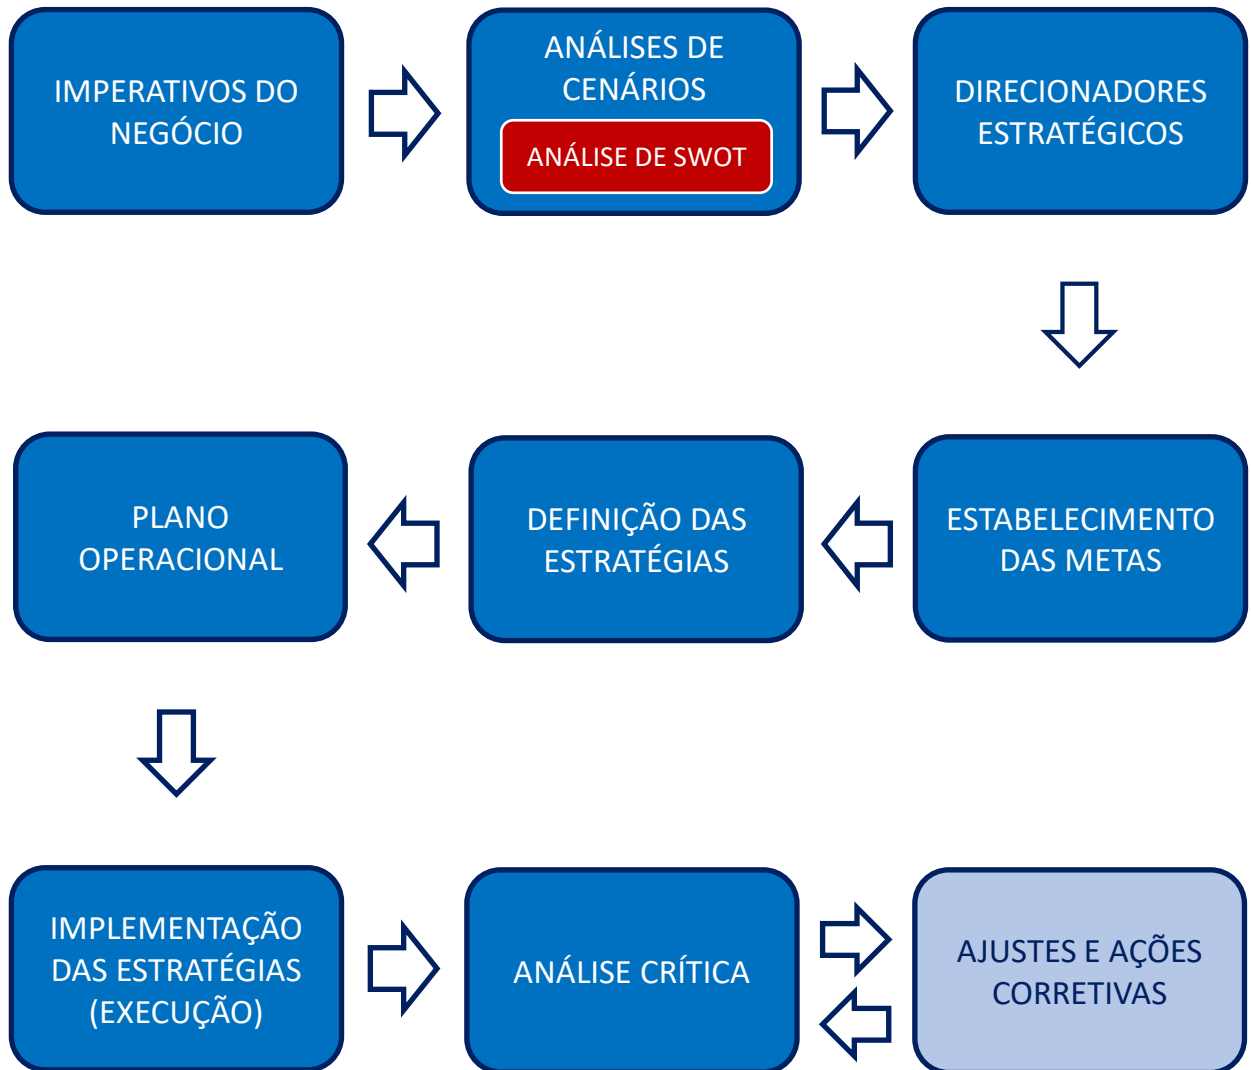 IMPERATIVOS DO
NEGÓCIO
ANÁLISES DE
CENÁRIOS
ANÁLISE DE SWOT
DIRECIONADORES
ESTRATÉGICOS
PLANO
OPERACIONAL
DEFINIÇÃO DAS
ESTRATÉGIAS
ESTABELECIMENTO
DAS METAS
IMPLEMENTAÇÃO
DAS ESTRATÉGIAS
(EXECUÇÃO)
ANÁLISE CRÍTICA
AJUSTES E AÇÕES
CORRETIVAS